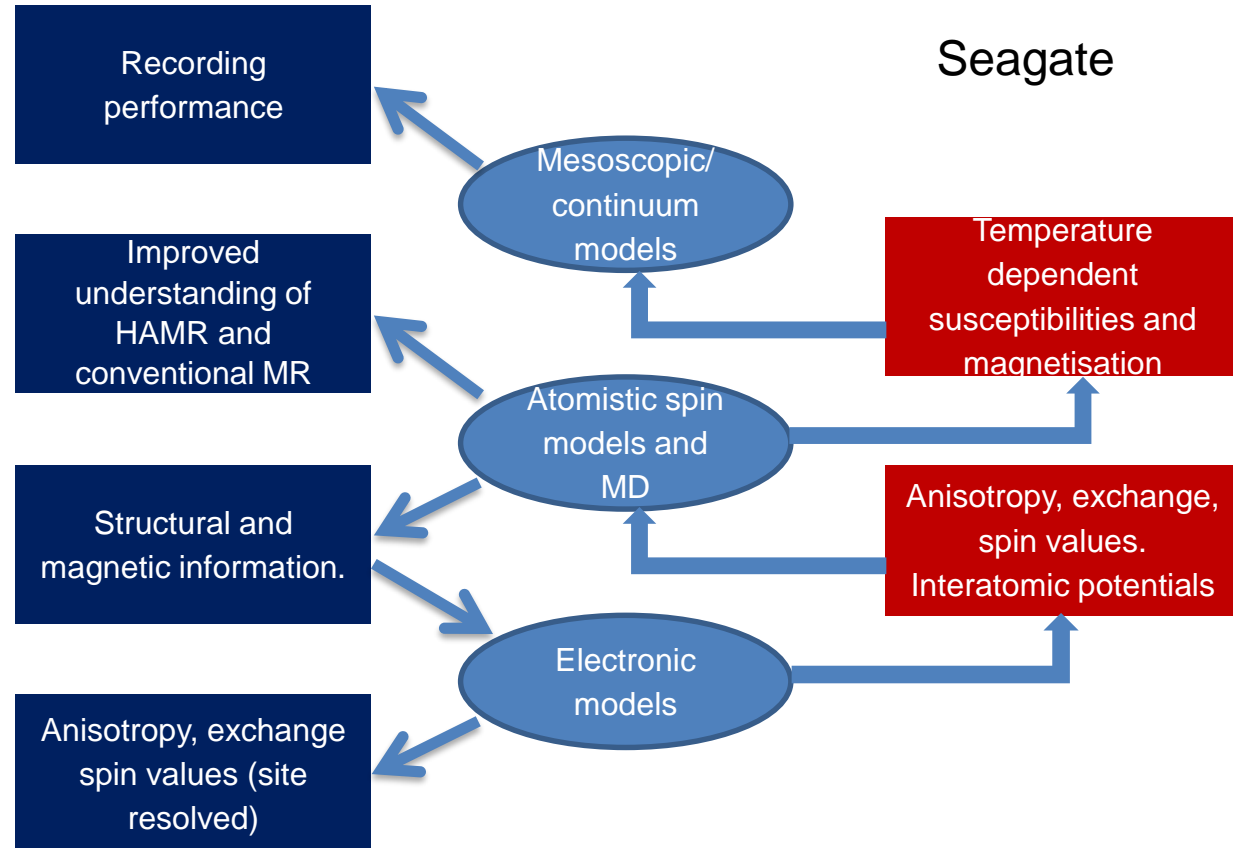 Seagate
Recording
performance
Mesoscopic/
continuum
models
Temperature
dependent
susceptibilities and
magnetisation
Improved
understanding of
HAMR and
conventional MR
Atomistic spin
models and
MD
Anisotropy, exchange,
spin values.
Interatomic potentials
Structural and
magnetic information.
Electronic
models
Anisotropy, exchange
spin values (site
resolved)